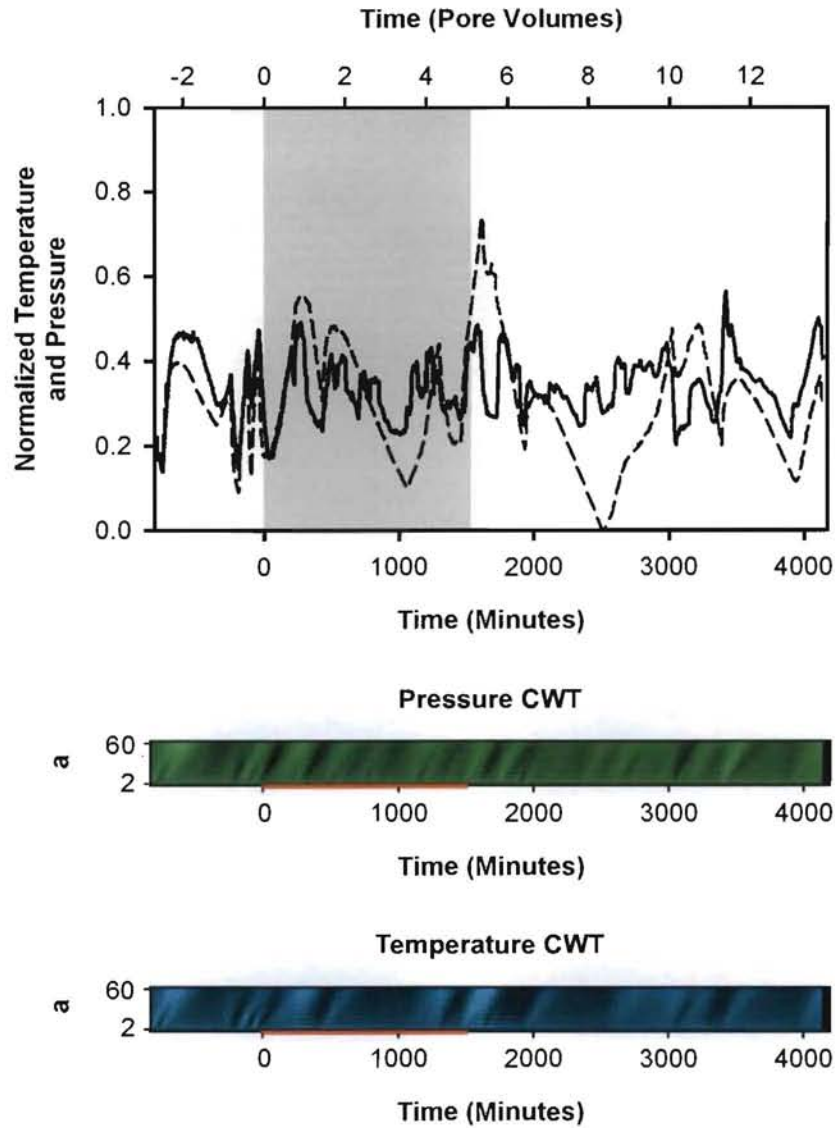 Time (Pore Volumes)
-2 0 2 4 6 8 10 12
Normalized Temperature
and Pressure
1.0
0.8
0.6
0.4
0.2
0.0
0 1000 2000 3000 4000
Time (Minutes)
Pressure CWT
a
60
2
0 1000 2000 3000 4000
Time (Minutes)
Temperature CWT
a
60
2
0 1000 2000 3000 4000
Time (Minutes)